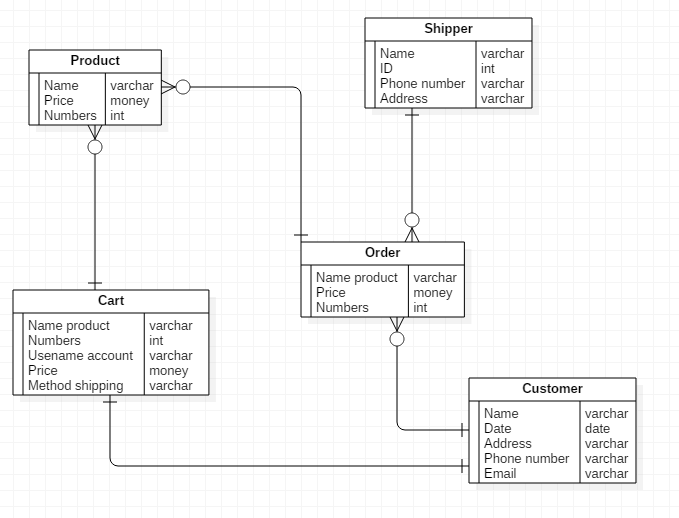 Shipper
Name varchar
ID int
Phone number varchar
Address varchar
Product
Name varchar
Price money
Numbers int
Order
Name product varchar
Price money
Numbers int
Cart
Name product varchar
Numbers int
Usename account varchar
Price money
Method shipping varchar
Customer
Name varchar
Date date
Address varchar
Phone number varchar
Email varchar